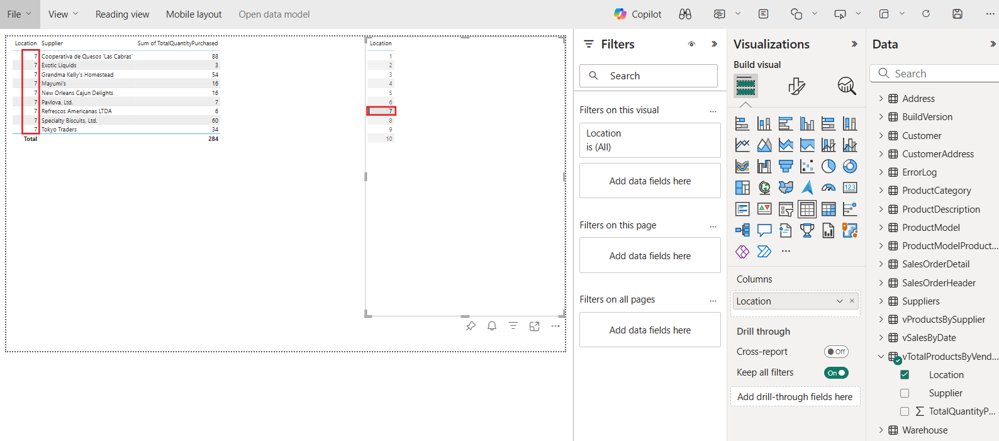 File View Reading view Mobile layout Open data model Copilot
Location Supplier Sum of TotalQuantityPurchased
7 Cooperativa de Quesos 'Las Cabras' 88
7 Exotic Liquids 3
7 Grandma Kelly's Homestead 54
7 Mayumi's 16
7 New Orleans Cajun Delights 16
7 Pavlova, Ltd. 7
7 Refrescos Americanas LTDA 6
7 Specialty Biscuits, Ltd. 60
7 Tokyo Traders 34
Total 284
Location
1
2
3
4
5
6
7
8
9
10
Filters
Search
Filters on this visual
Location
is (All)
Add data fields here
Filters on this page
Add data fields here
Filters on all pages
Add data fields here
Visualizations
Build visual
123
Columns
Location
Drill through
Cross-report Off
Keep all filters On
Add drill-through fields here
Data
Search
Address
BuildVersion
Customer
CustomerAddress
ErrorLog
ProductCategory
ProductDescription
ProductModel
ProductModelProduct...
SalesOrderDetail
SalesOrderHeader
Suppliers
vProductsBySupplier
vSalesByDate
vTotalProductsByVend...
Location
Supplier
TotalQuantityP...
Warehouse